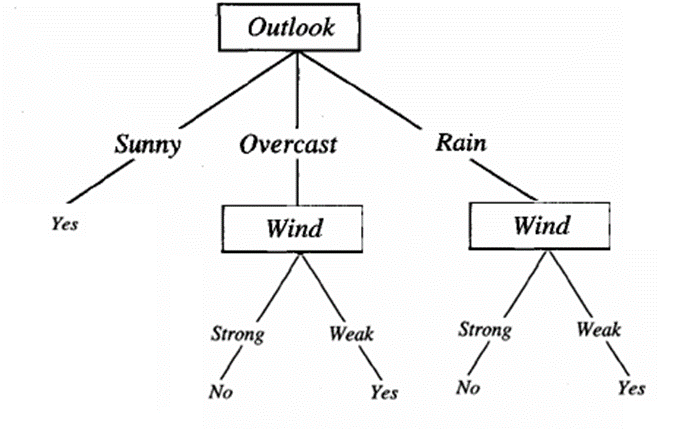 Outlook
Sunny Overcast Rain
Yes Wind Wind
Strong Weak Strong Weak
No Yes No Yes